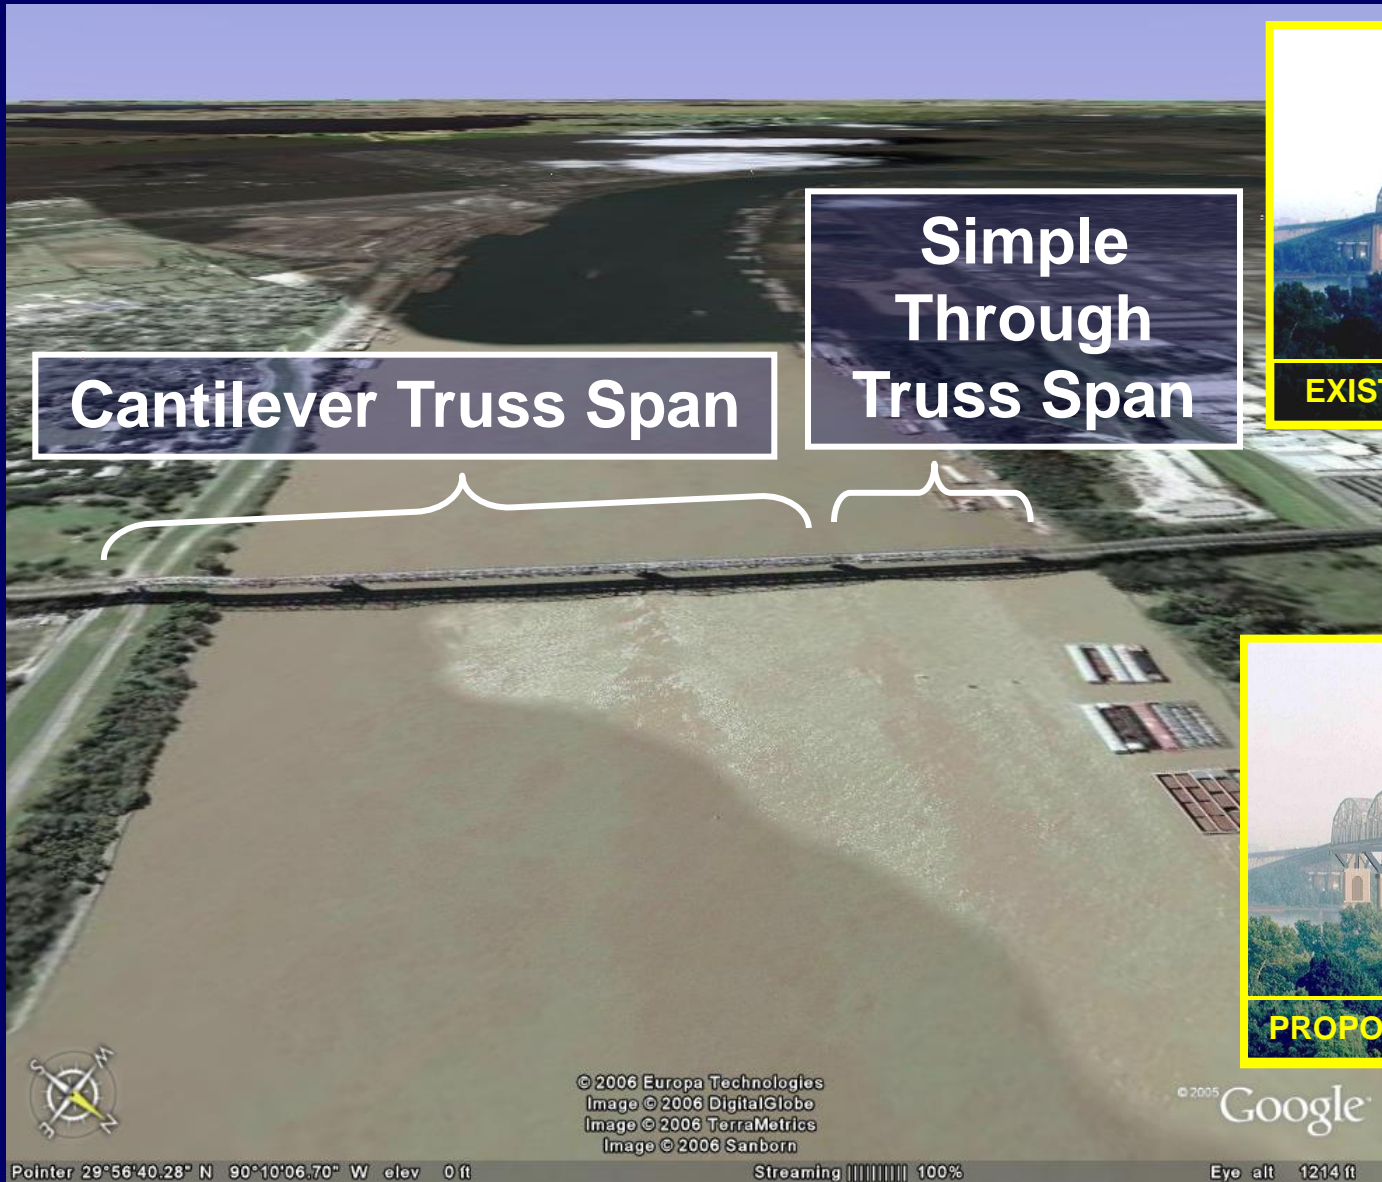 Simple
Through
Truss Span
Cantilever Truss Span
EXIST
PROPO
S W E N
© 2006 Europa Technologies
Image © 2006 DigitalGlobe
Image © 2006 TerraMetrics
Image © 2006 Sanborn
© 2005 Google
Pointer 29°56'40.28" N 90°10'06.70" W elev 0 ft Streaming |||||||||| 100% Eye alt 1214 ft